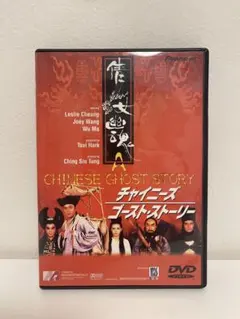 倩女幽魂
Leslie Cheung
Joey Wang
Wu Ma
Tsui Hark
Ching Siu Tung
A
CHINESE GHOST STORY
チャイニーズ
ゴースト・ストーリー
DVD